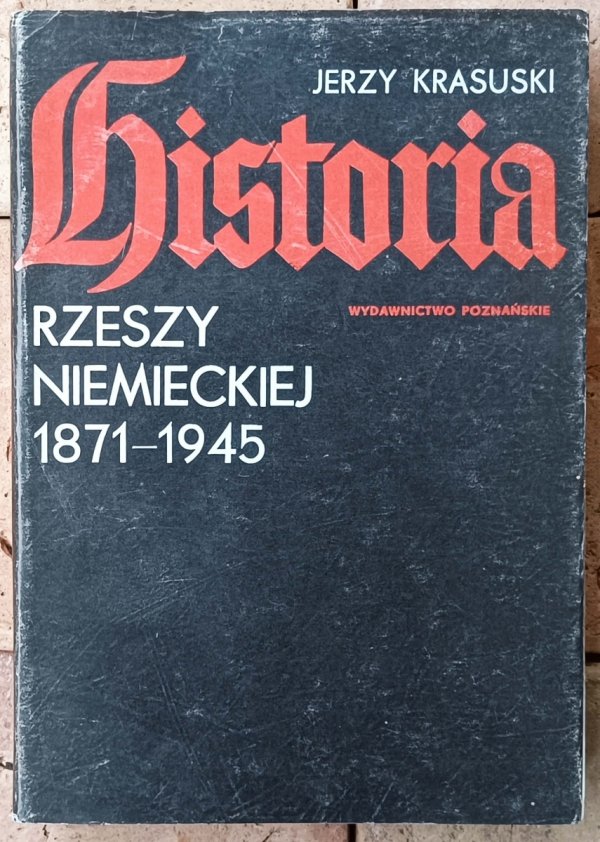 JERZY KRASUSKI
Historia
RZESZY
NIEMIECKIEJ
1871–1945
WYDAWNICTWO POZNAŃSKIE